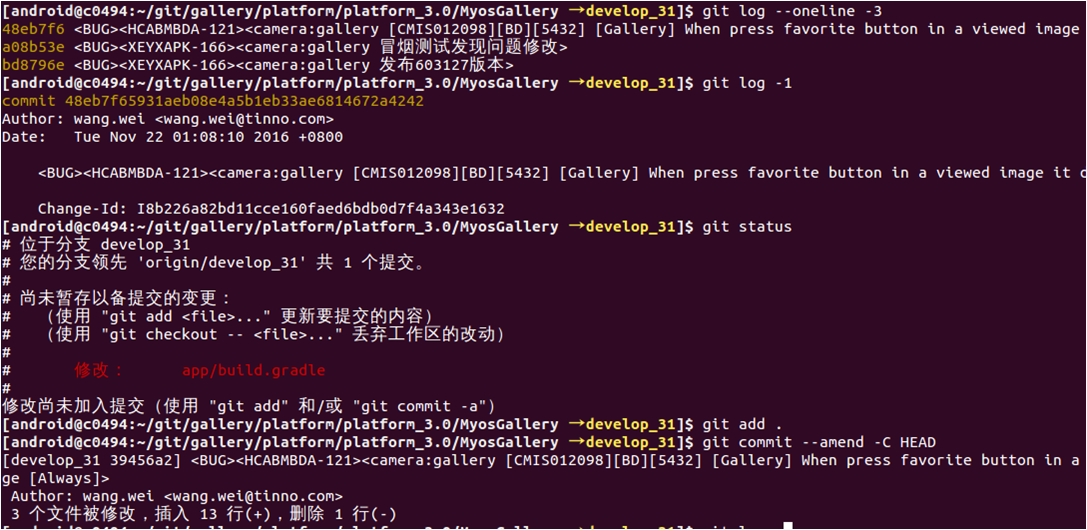 [android@c0494:~/git/gallery/platform/platform_3.0/MyosGallery →develop_31]$ git log --oneline -3
48eb7f6 <BUG><HCABMBDA-121><camera:gallery [CMIS012098][BD][5432] [Gallery] When press favorite button in a viewed image
a08b53e <BUG><XEYXAPK-166><camera:gallery 冒烟测试发现问题修改>
bd8796e <BUG><XEYXAPK-166><camera:gallery 发布603127版本>
[android@c0494:~/git/gallery/platform/platform_3.0/MyosGallery →develop_31]$ git log -1
commit 48eb7f65931aeb08e4a5b1eb33ae6814672a4242
Author: wang.wei <wang.wei@tinno.com>
Date:   Tue Nov 22 01:08:10 2016 +0800
    <BUG><HCABMBDA-121><camera:gallery [CMIS012098][BD][5432] [Gallery] When press favorite button in a viewed image it
    Change-Id: I8b226a82bd11cce160faed6bdb0d7f4a343e1632
[android@c0494:~/git/gallery/platform/platform_3.0/MyosGallery →develop_31]$ git status
# 位于分支 develop_31
# 您的分支领先 'origin/develop_31' 共 1 个提交。
#
# 尚未暂存以备提交的变更：
#   （使用 "git add <file>..." 更新要提交的内容）
#   （使用 "git checkout -- <file>..." 丢弃工作区的改动）
#
#       修改：      app/build.gradle
#
修改尚未加入提交（使用 "git add" 和/或 "git commit -a"）
[android@c0494:~/git/gallery/platform/platform_3.0/MyosGallery →develop_31]$ git add .
[android@c0494:~/git/gallery/platform/platform_3.0/MyosGallery →develop_31]$ git commit --amend -C HEAD
[develop_31 39456a2] <BUG><HCABMBDA-121><camera:gallery [CMIS012098][BD][5432] [Gallery] When press favorite button in a
ge [Always]>
 Author: wang.wei <wang.wei@tinno.com>
 3 个文件被修改，插入 13 行(+)，删除 1 行(-)